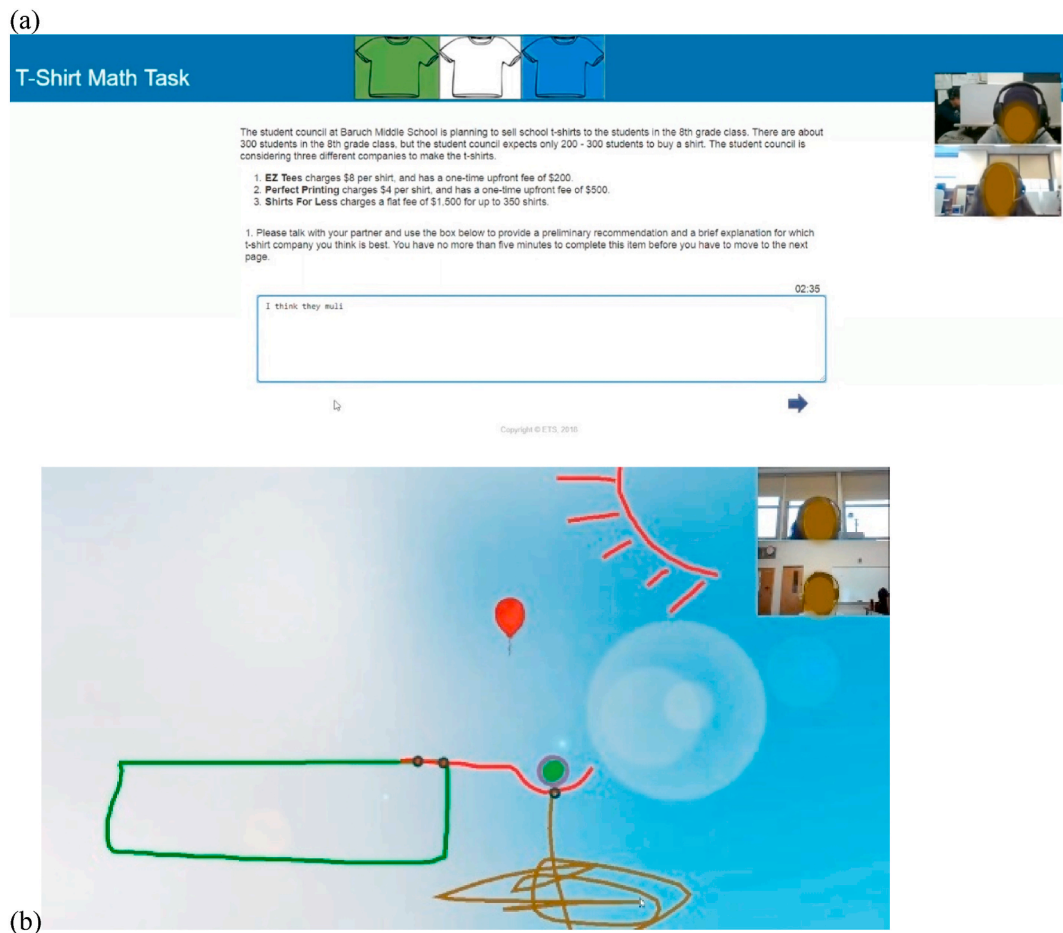 (a)
T-Shirt Math Task
The student council at Baruch Middle School is planning to sell school t-shirts to the students in the 8th grade class. There are about
300 students in the 8th grade class, but the student council expects only 200 - 300 students to buy a shirt. The student council is
considering three different companies to make the t-shirts.
1. EZ Tees charges $8 per shirt, and has a one-time upfront fee of $200.
2. Perfect Printing charges $4 per shirt, and has a one-time upfront fee of $500.
3. Shirts For Less charges a flat fee of $1,500 for up to 350 shirts.
1. Please talk with your partner and use the box below to provide a preliminary recommendation and a brief explanation for which
t-shirt company you think is best. You have no more than five minutes to complete this item before you have to move to the next
page.
02:35
I think they muli
Copyright © ETS, 2016
(b)